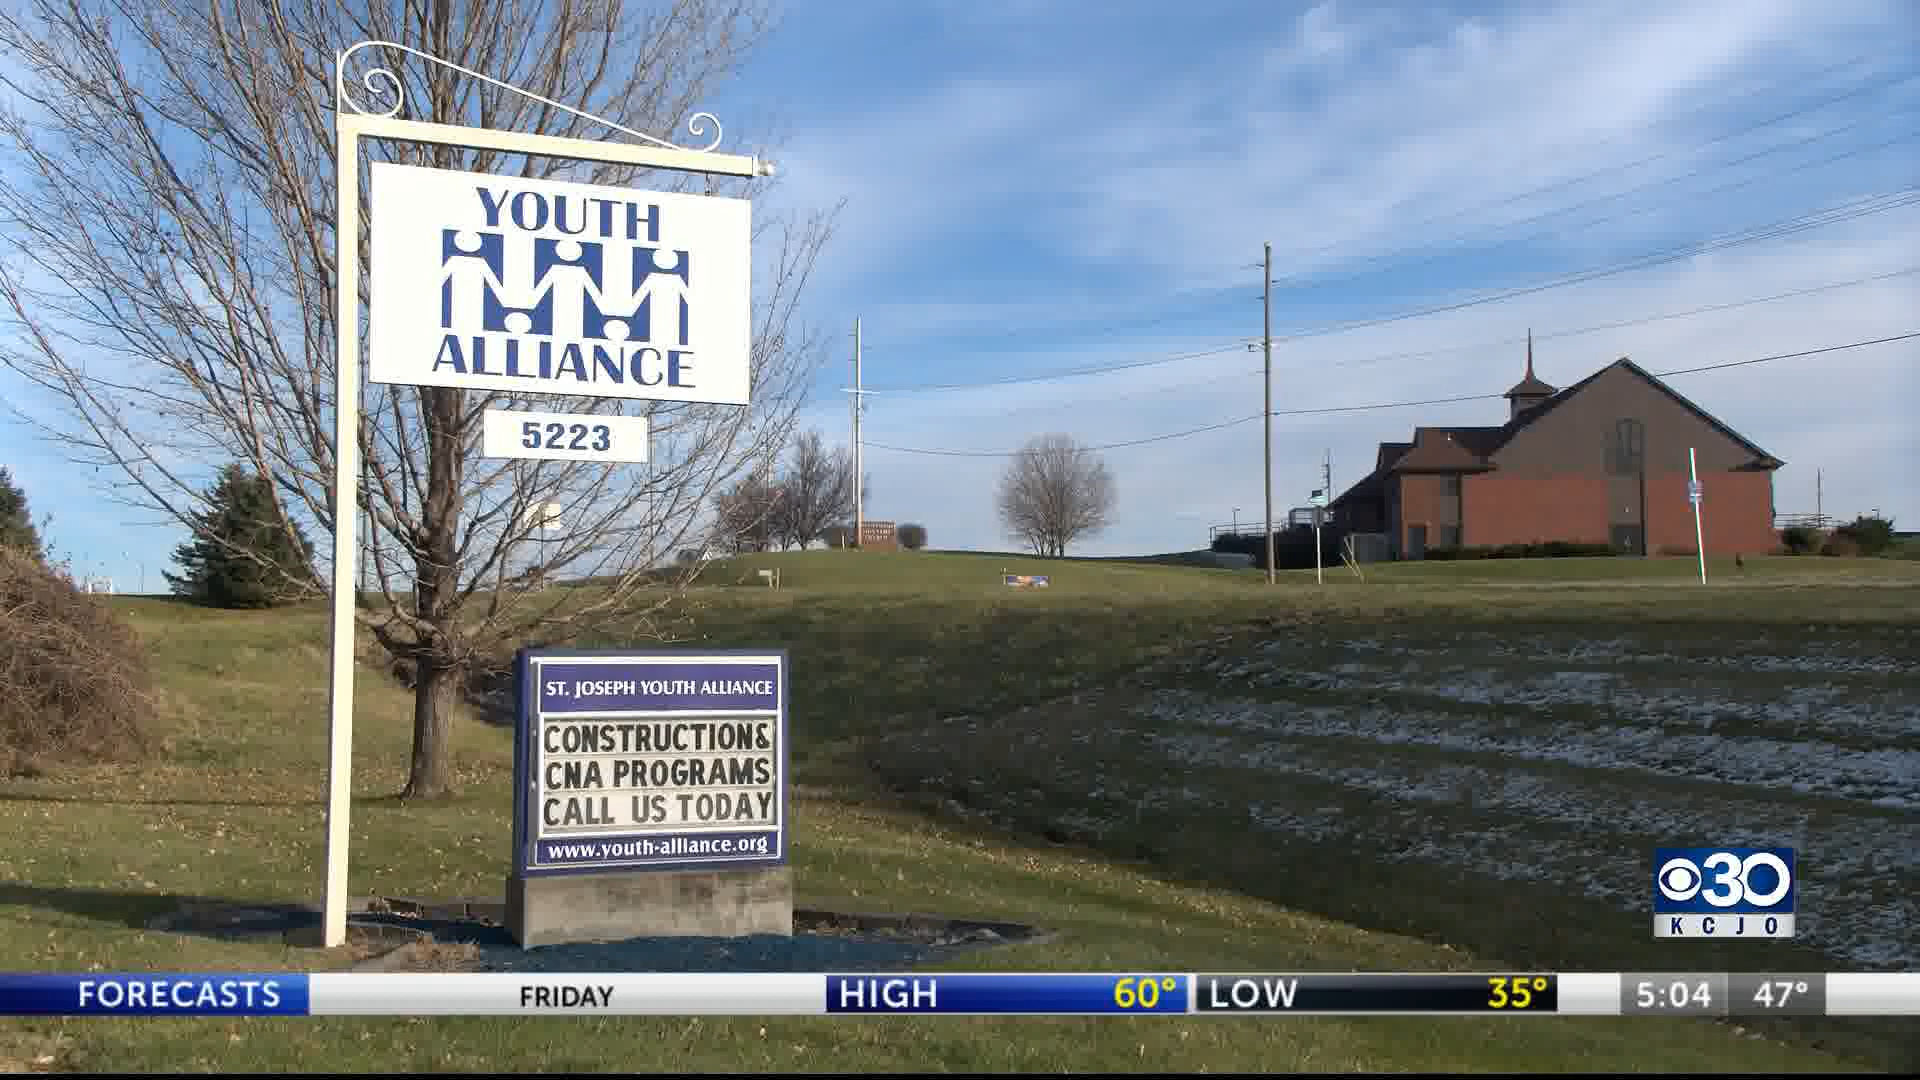 YOUTH
ALLIANCE
5223
ST. JOSEPH YOUTH ALLIANCE
CONSTRUCTION&
CNA PROGRAMS
CALL US TODAY
www.youth-alliance.org
30
KCJO
FORECASTS FRIDAY HIGH 60° LOW 35° 5:04 47°